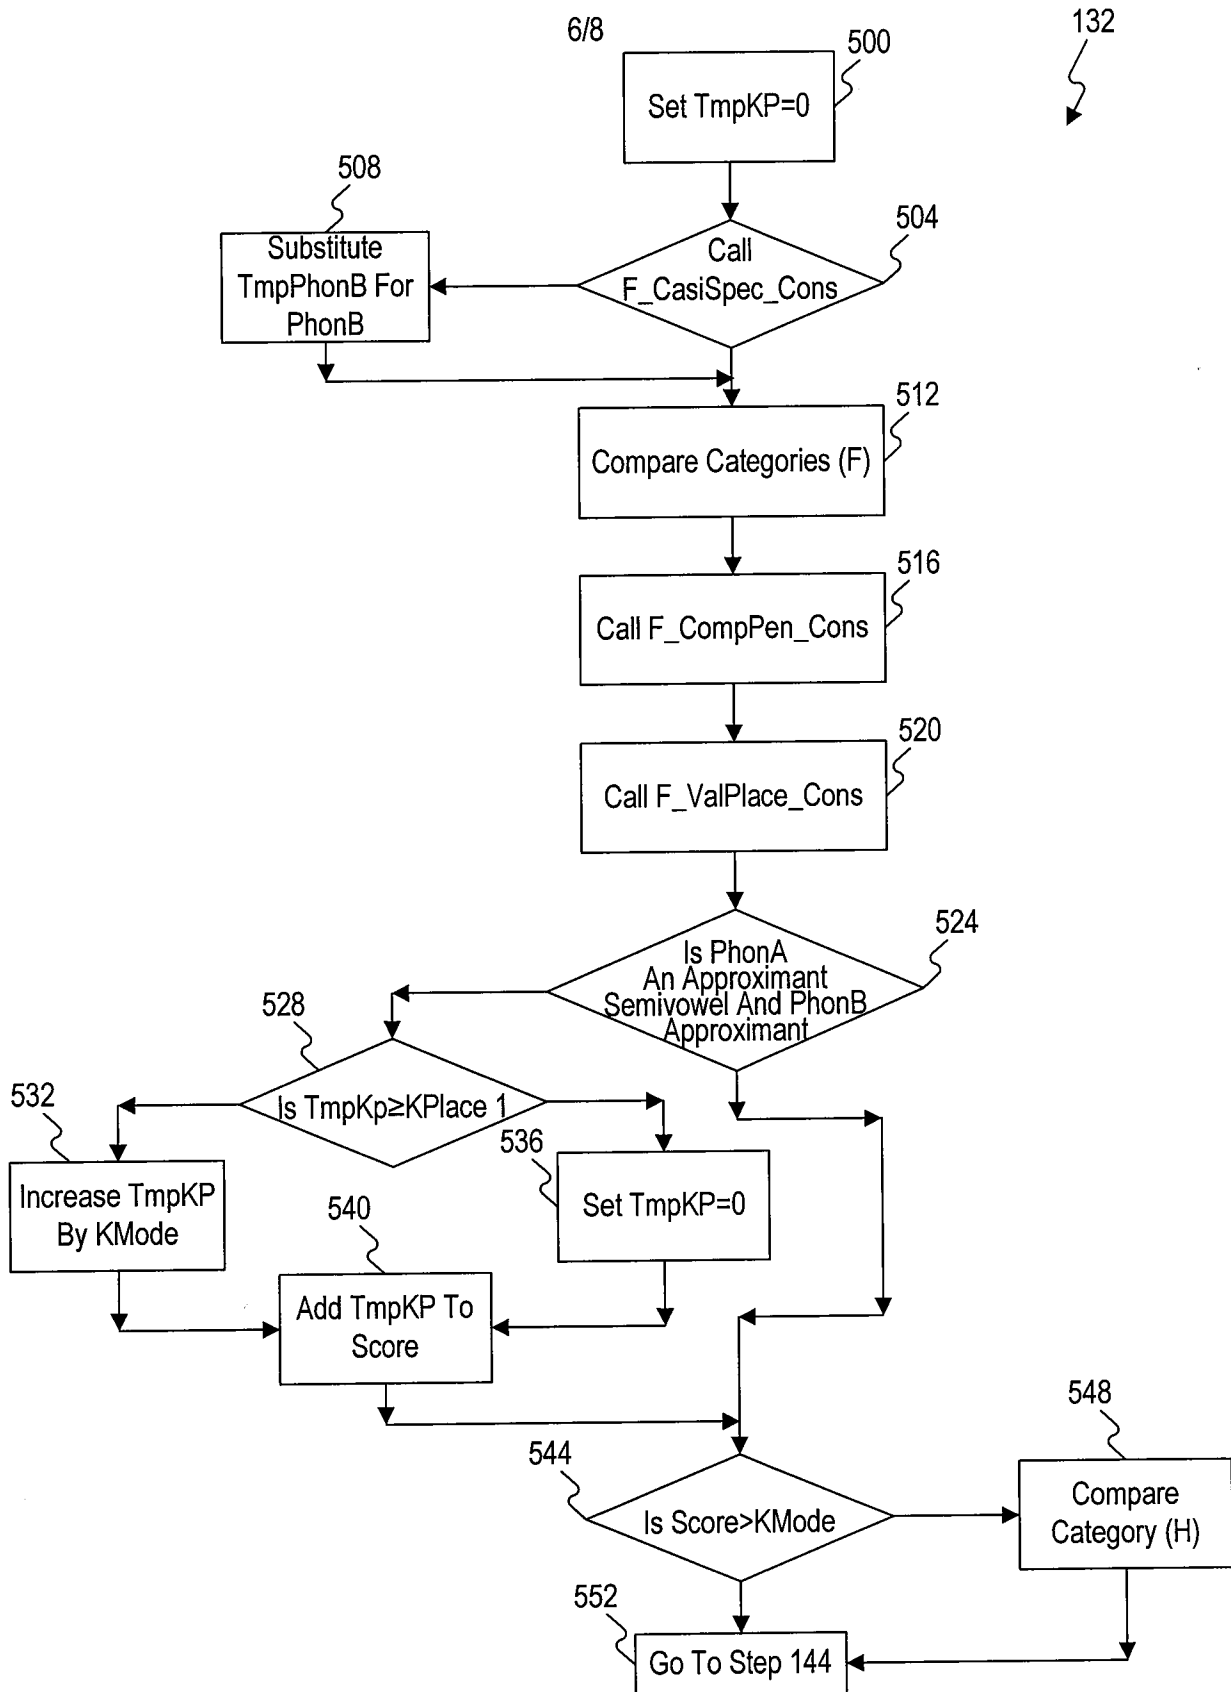 6/8
132
500
Set TmpKP=0
508
Substitute
TmpPhonB For
PhonB
504
Call
F_CasiSpec_Cons
512
Compare Categories (F)
516
Call F_CompPen_Cons
520
Call F_ValPlace_Cons
524
Is PhonA
An Approximant
Semivowel And PhonB
Approximant
528
Is TmpKp≥KPlace 1
532
Increase TmpKP
By KMode
536
Set TmpKP=0
540
Add TmpKP To
Score
544
Is Score>KMode
548
Compare
Category (H)
552
Go To Step 144